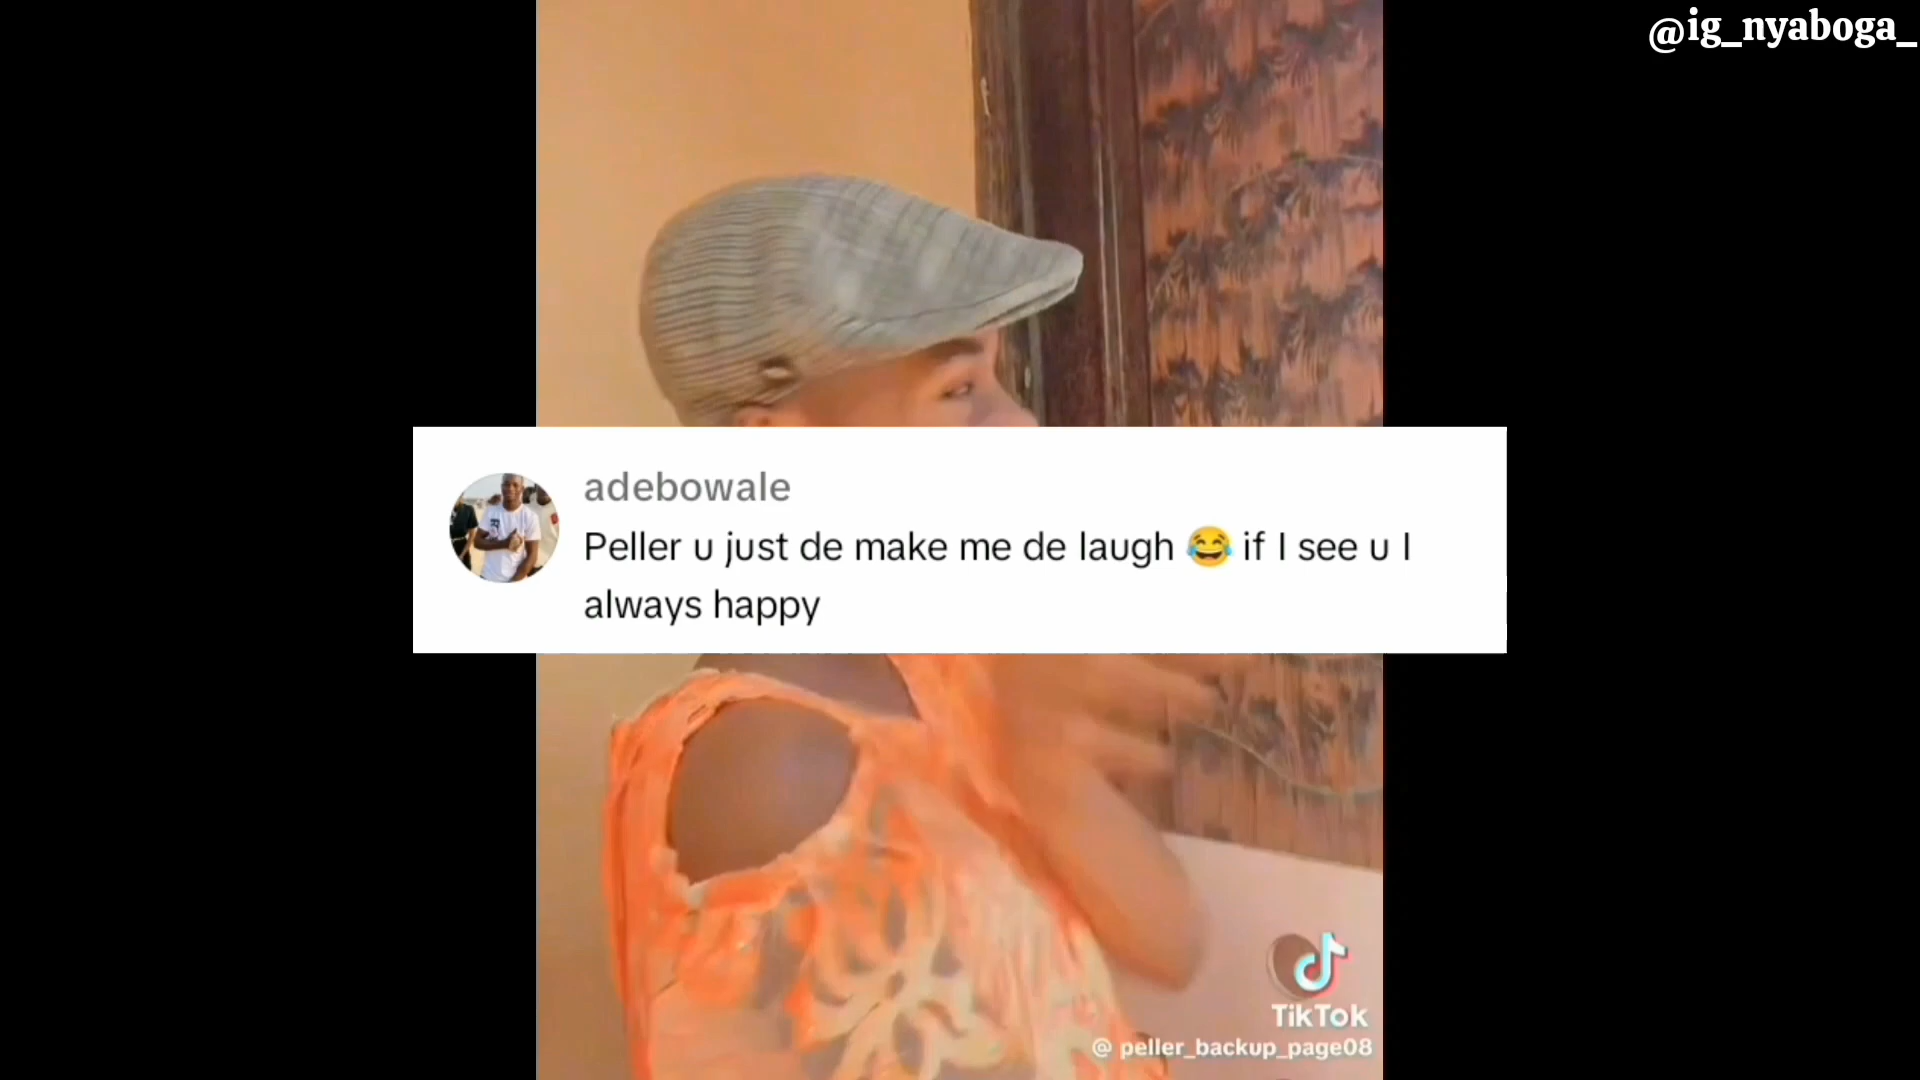 @ig_nyaboga_
adebowale
Peller u just de make me de laugh 😂 if I see u I
always happy
TikTok
@ peller_backup_page08